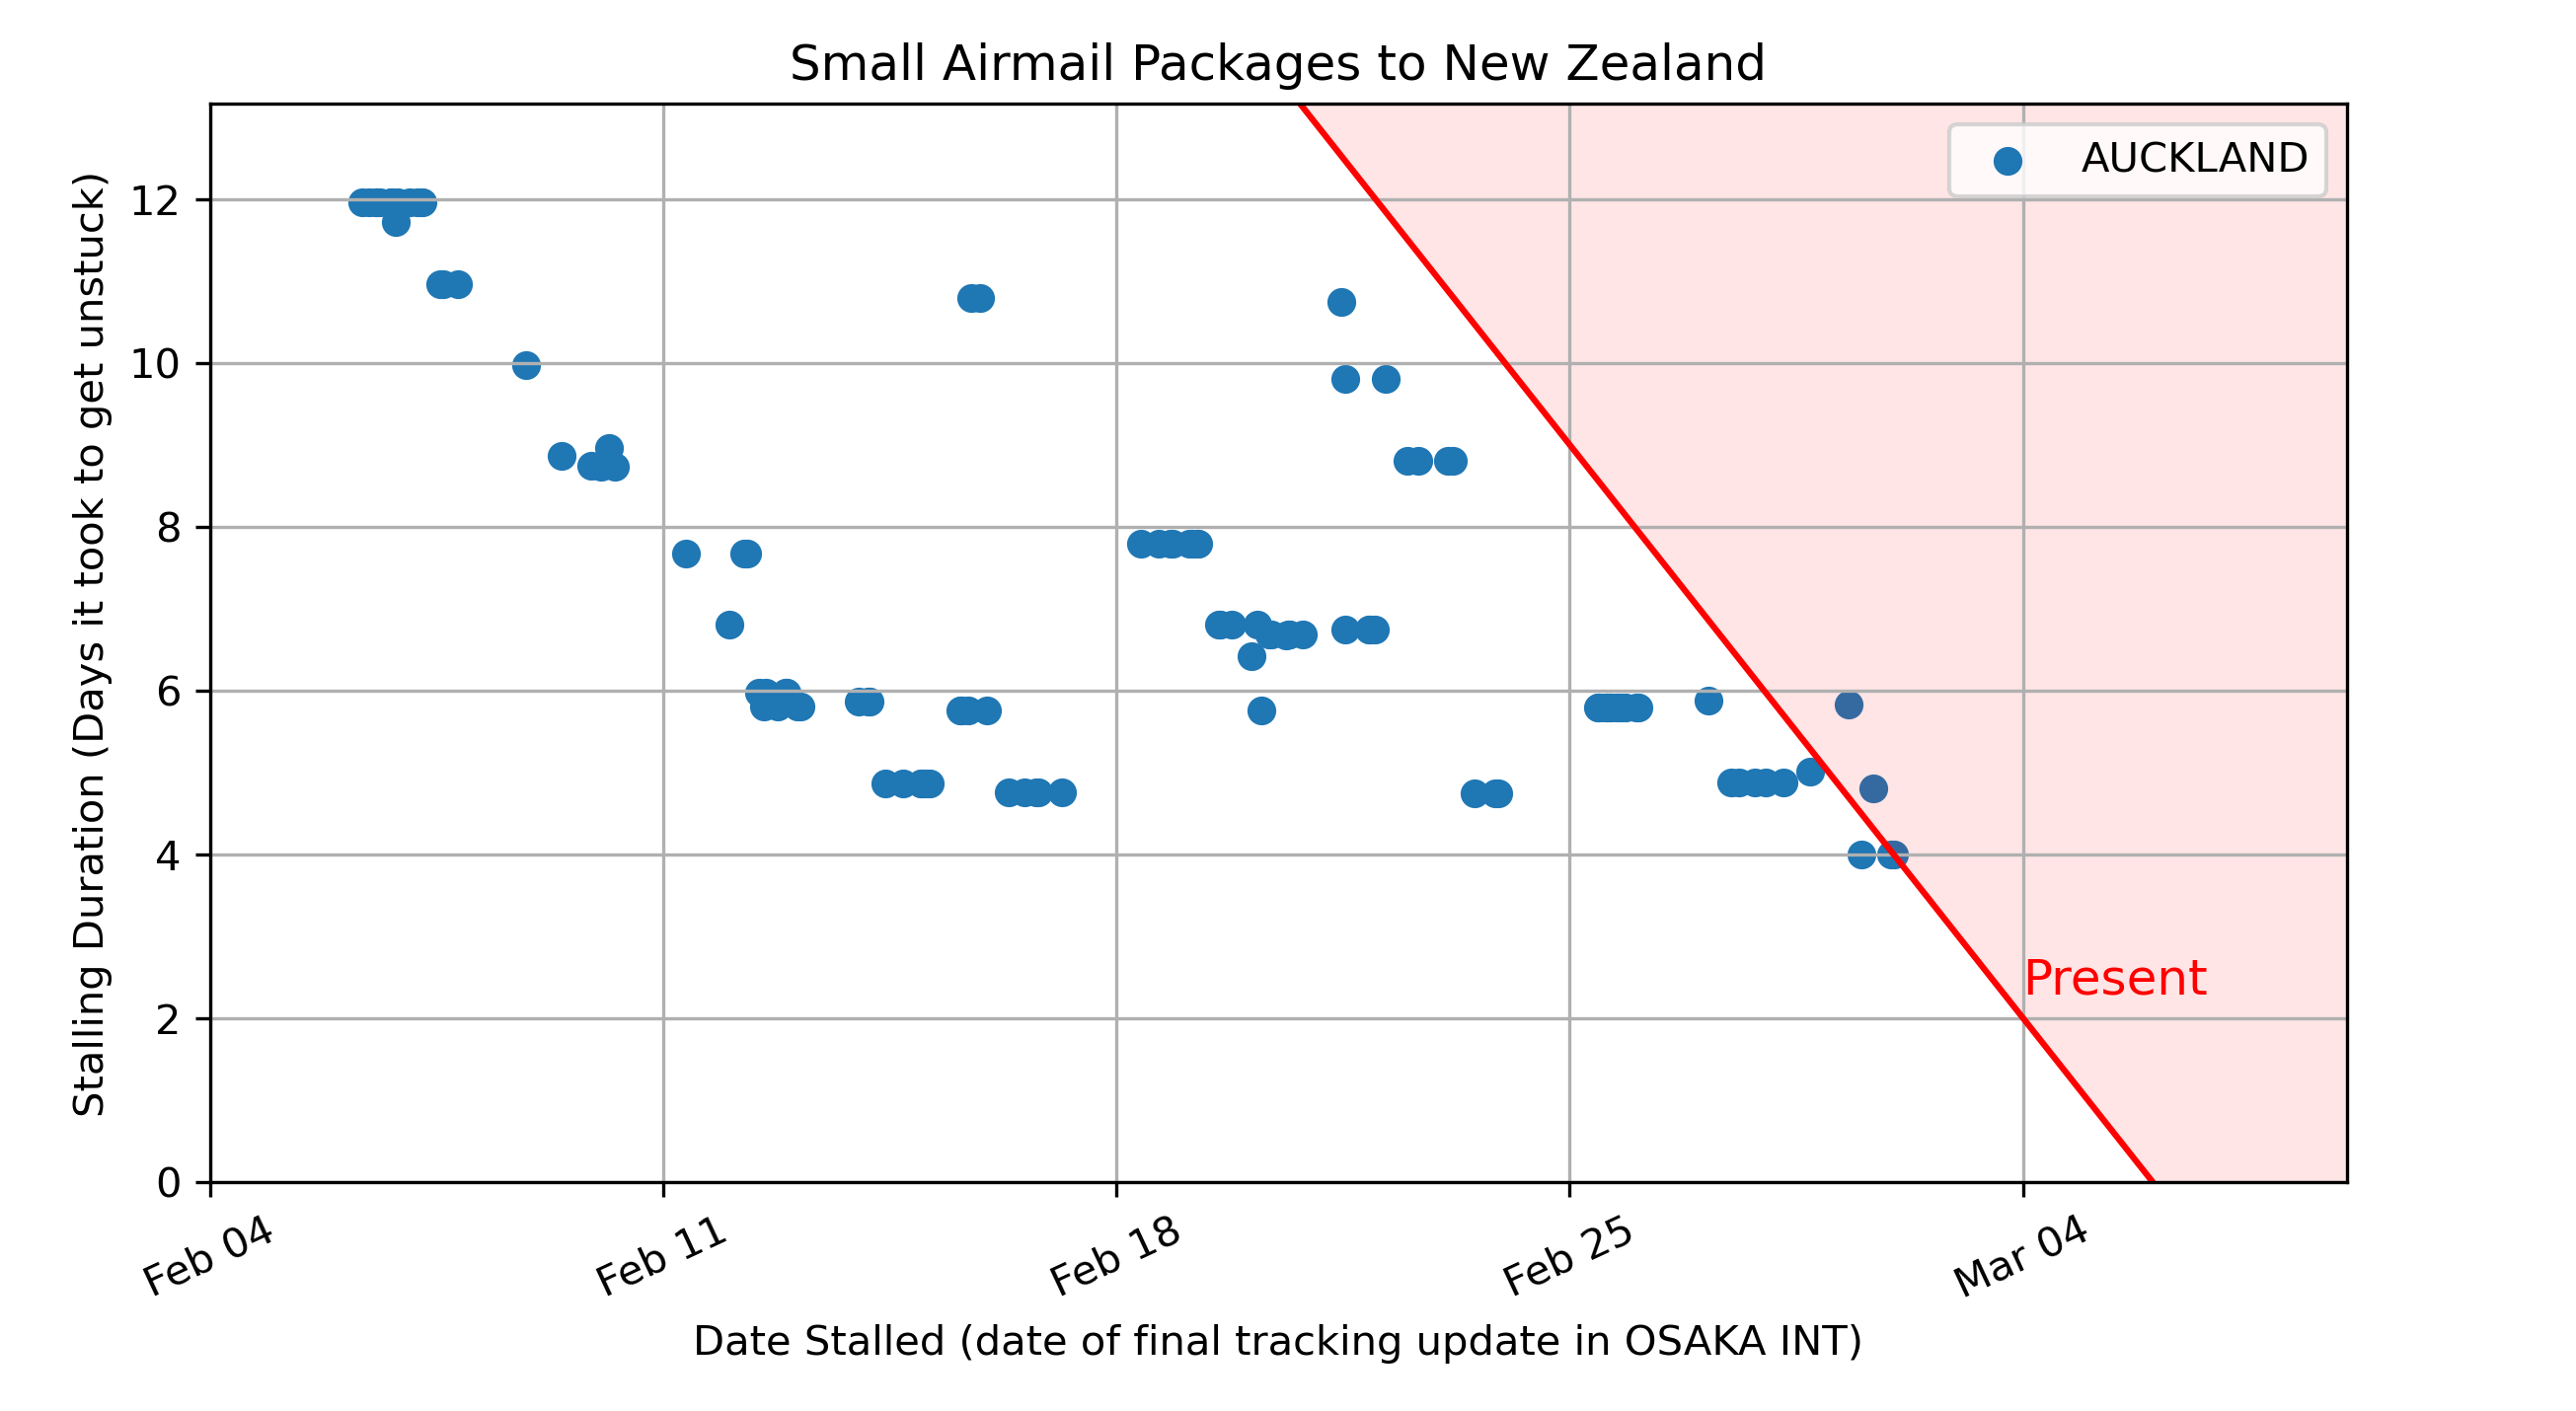 Small Airmail Packages to New Zealand
AUCKLAND
Stalling Duration (Days it took to get unstuck)
12
10
8
6
4
2
0
Present
Feb 04
Feb 11
Feb 18
Feb 25
Mar 04
Date Stalled (date of final tracking update in OSAKA INT)